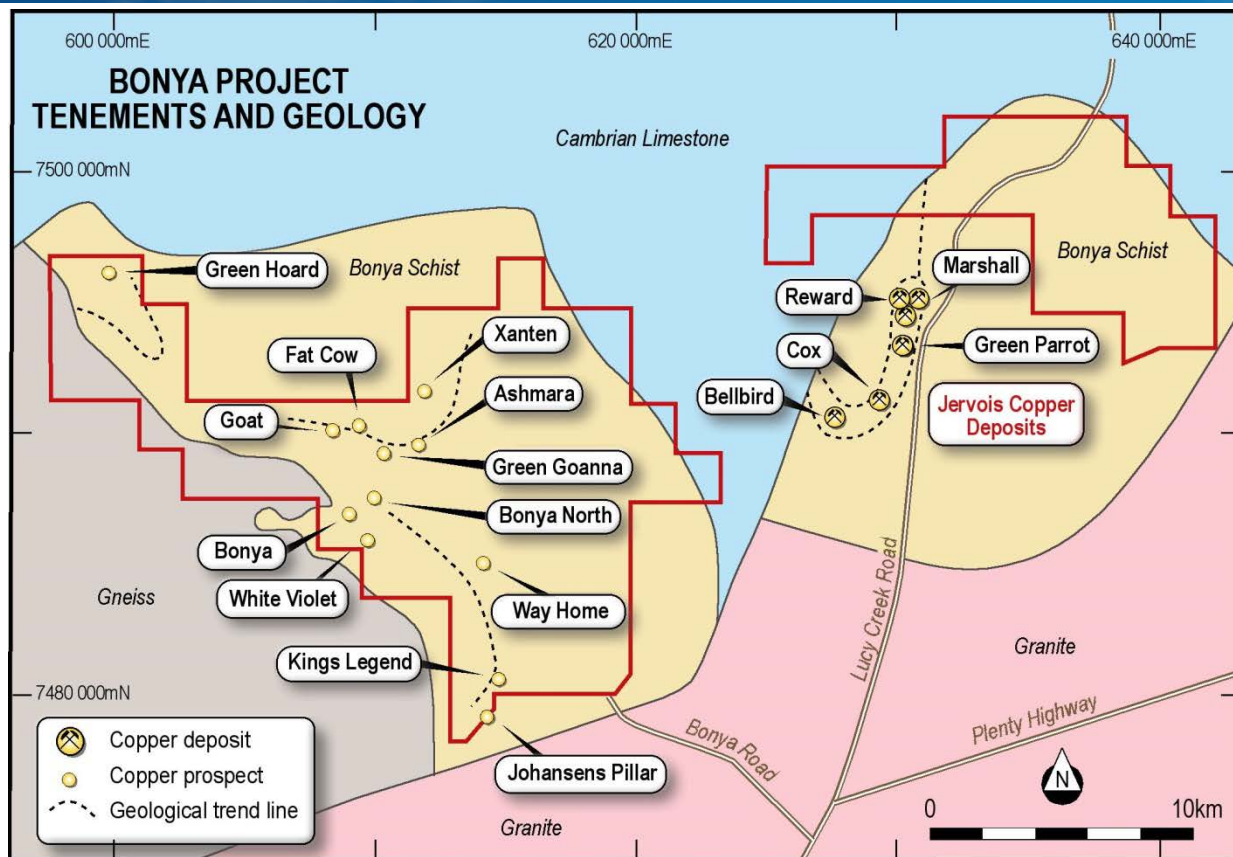 600 000mE
620 000mE
640 000mE
BONYA PROJECT
TENEMENTS AND GEOLOGY
Cambrian Limestone
7500 000mN
Green Hoard
Bonya Schist
Bonya Schist
Marshall
Reward
Xanten
Fat Cow
Cox
Green Parrot
Ashmara
Bellbird
Goat
Jervois Copper
Deposits
Green Goanna
Bonya North
Bonya
White Violet
Gneiss
Way Home
Lucy Creek Road
Granite
Kings Legend
7480 000mN
Plenty Highway
Bonya Road
Copper deposit
Copper prospect
Geological trend line
Johansens Pillar
Granite
N
0
10km